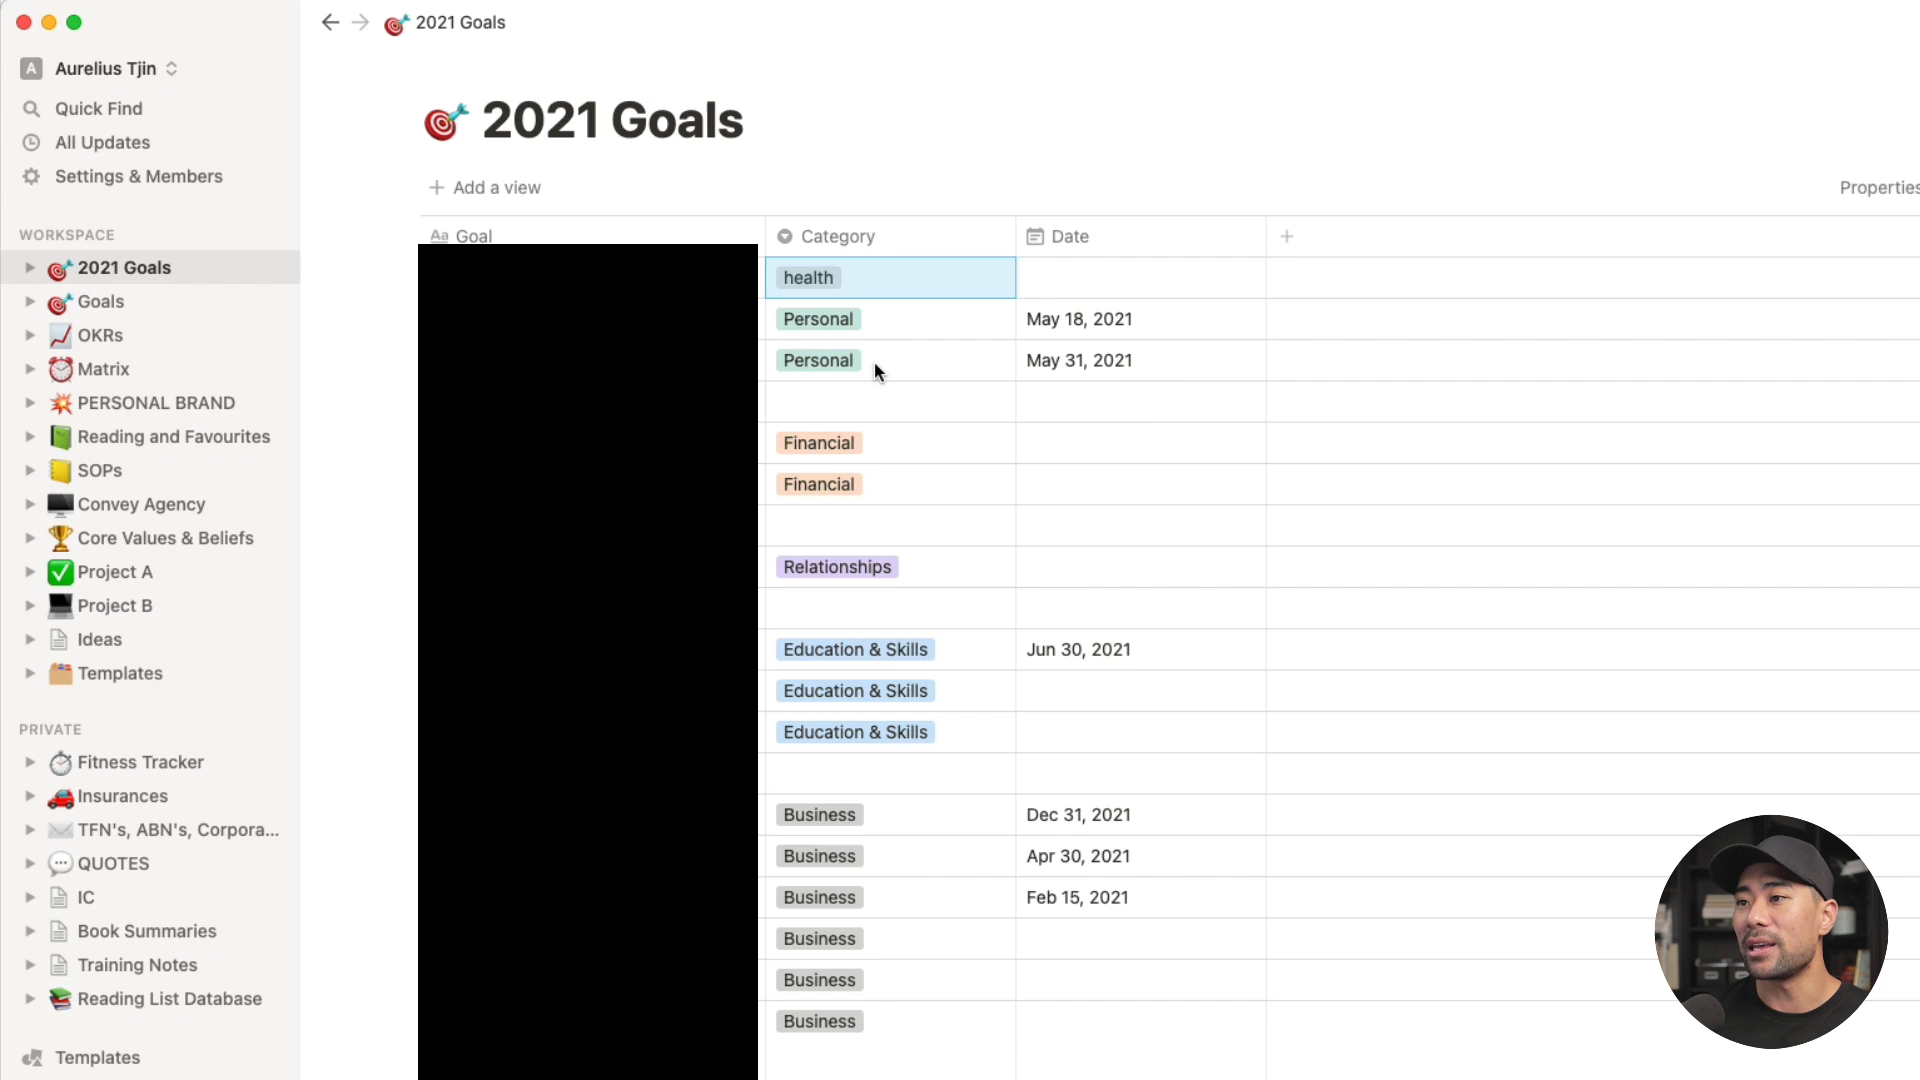 2021 Goals
A Aurelius Tjin
Quick Find
All Updates
Settings & Members
WORKSPACE
2021 Goals
Goals
OKRs
Matrix
PERSONAL BRAND
Reading and Favourites
SOPs
Convey Agency
Core Values & Beliefs
Project A
Project B
Ideas
Templates
PRIVATE
Fitness Tracker
Insurances
TFN's, ABN's, Corpora...
QUOTES
IC
Book Summaries
Training Notes
Reading List Database
Templates
2021 Goals
Add a view
Properties
Aa Goal Category Date
health
Personal May 18, 2021
Personal May 31, 2021
Financial
Financial
Relationships
Education & Skills Jun 30, 2021
Education & Skills
Education & Skills
Business Dec 31, 2021
Business Apr 30, 2021
Business Feb 15, 2021
Business
Business
Business